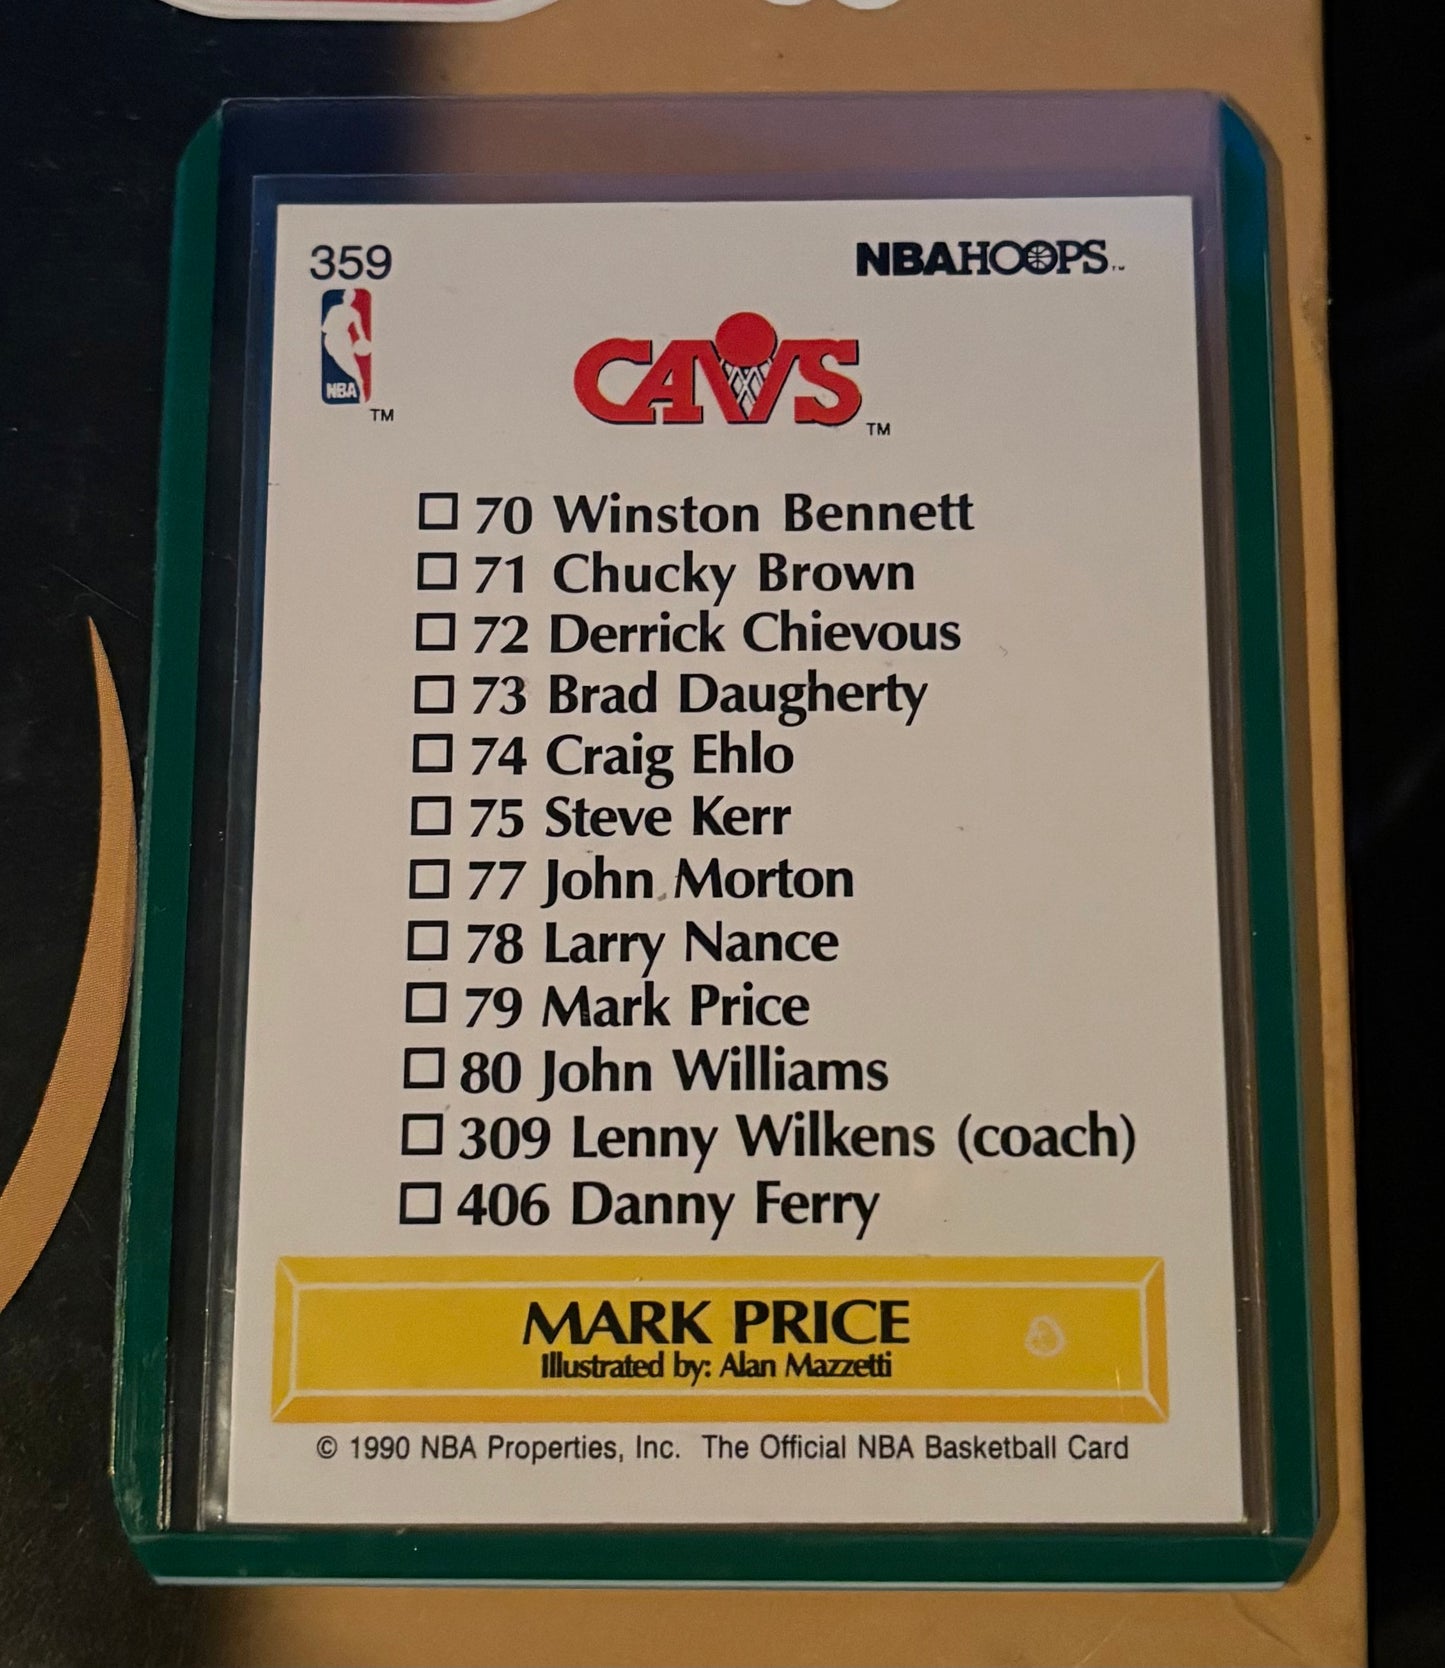 359
NBAHOOPS™
NBA
TM
CAVS
TM
70 Winston Bennett
71 Chucky Brown
72 Derrick Chievous
73 Brad Daugherty
74 Craig Ehlo
75 Steve Kerr
77 John Morton
78 Larry Nance
79 Mark Price
80 John Williams
309 Lenny Wilkens (coach)
406 Danny Ferry
MARK PRICE
Illustrated by: Alan Mazzetti
© 1990 NBA Properties, Inc. The Official NBA Basketball Card